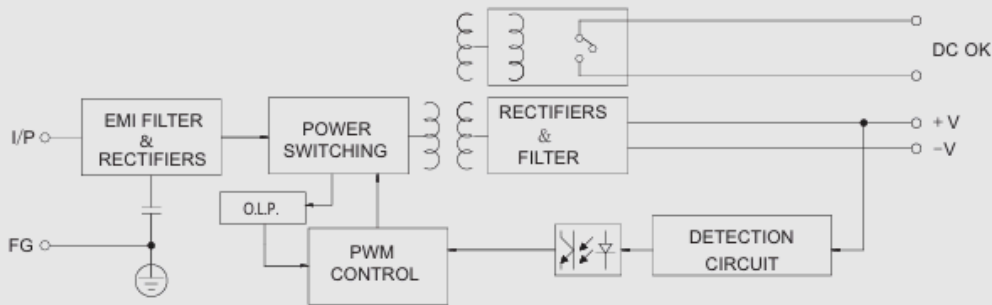 DC OK
I/P
EMI FILTER
&
RECTIFIERS
POWER
SWITCHING
RECTIFIERS
&
FILTER
+V
−V
O.L.P.
FG
PWM
CONTROL
DETECTION
CIRCUIT